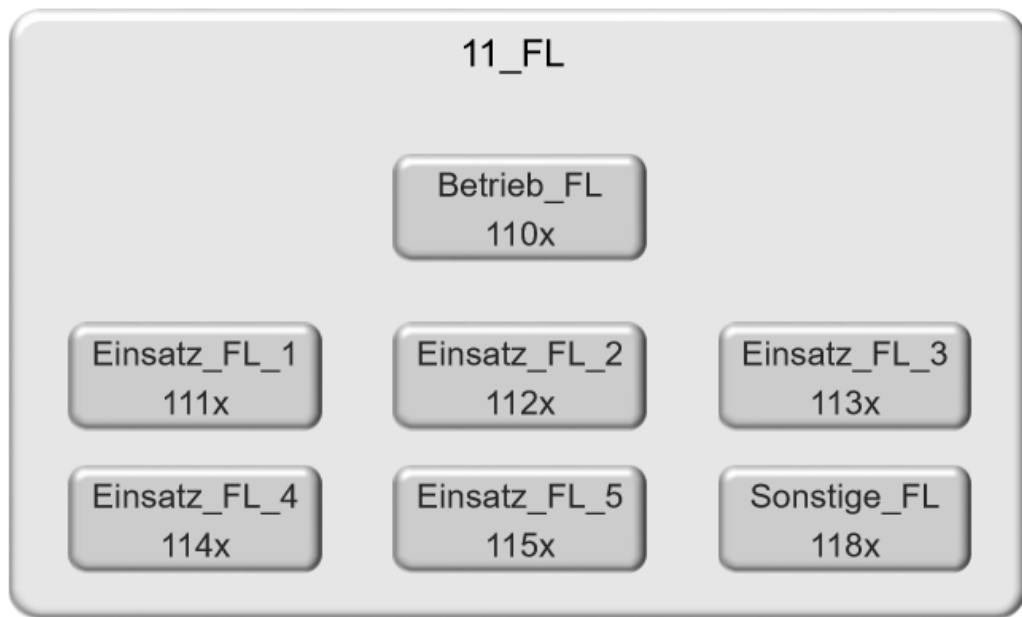 11_FL
Betrieb_FL
110x
Einsatz_FL_1
111x
Einsatz_FL_2
112x
Einsatz_FL_3
113x
Einsatz_FL_4
114x
Einsatz_FL_5
115x
Sonstige_FL
118x